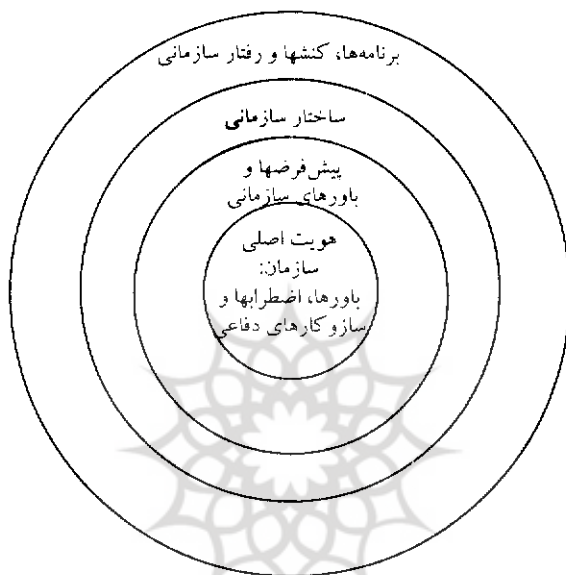 برنامه‌ها، کنشها و رفتار سازمانی
ساختار سازمانی
پیش‌فرضها و
باورهای سازمانی
هویت اصلی
سازمان:
باورها، اضطرابها و
سازوکارهای دفاعی